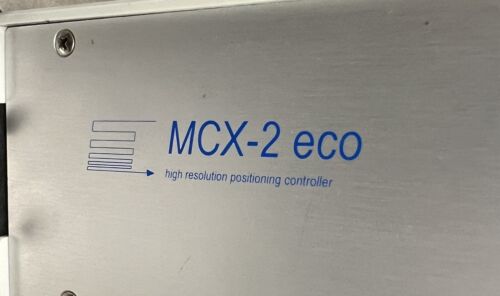 MCX-2 eco
high resolution positioning controller